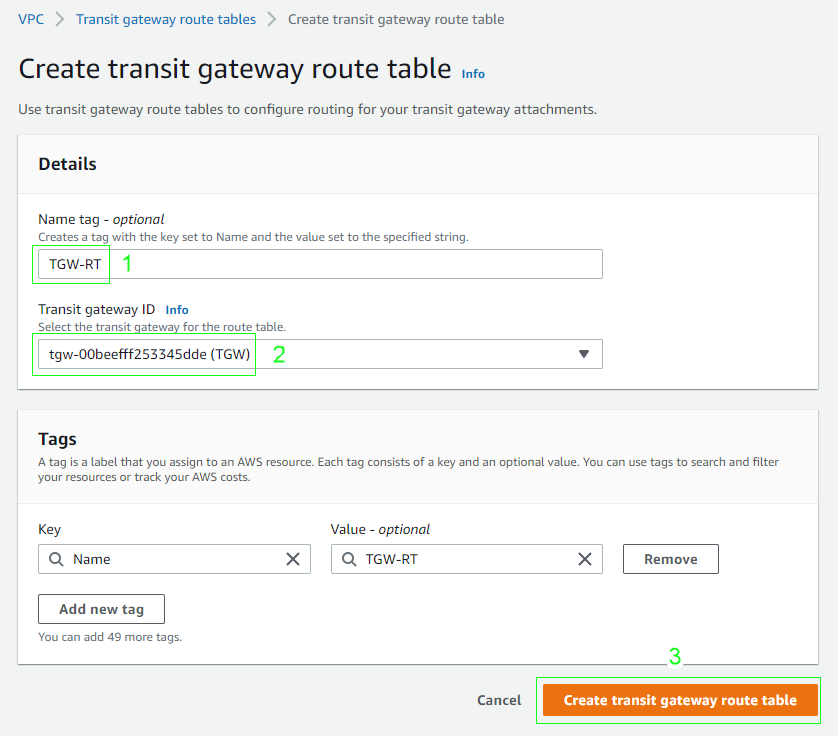 VPC > Transit gateway route tables > Create transit gateway route table
Create transit gateway route table Info
Use transit gateway route tables to configure routing for your transit gateway attachments.
Details
Name tag - optional
Creates a tag with the key set to Name and the value set to the specified string.
TGW-RT 1
Transit gateway ID Info
Select the transit gateway for the route table.
tgw-00beefff253345dde (TGW) 2
Tags
A tag is a label that you assign to an AWS resource. Each tag consists of a key and an optional value. You can use tags to search and filter
your resources or track your AWS costs.
Key Value - optional
Name TGW-RT Remove
Add new tag
You can add 49 more tags.
3
Cancel Create transit gateway route table